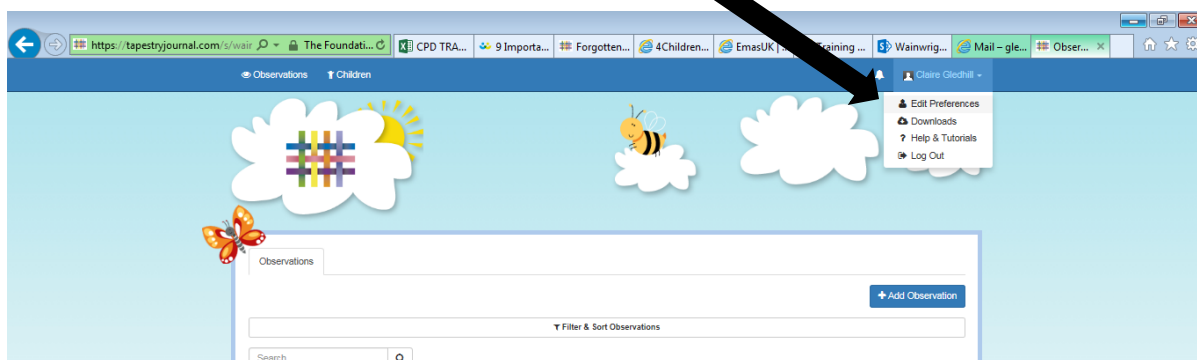 https://tapestryjournal.com/s/wair The Foundati... CPD TRA... 9 Importa... Forgotten... 4Children... EmasUK Training ... Wainwrig... Mail – gle... Obser...
Observations Children Claire Gledhill
Edit Preferences
Downloads
? Help & Tutorials
Log Out
Observations
+ Add Observation
Filter & Sort Observations
Search